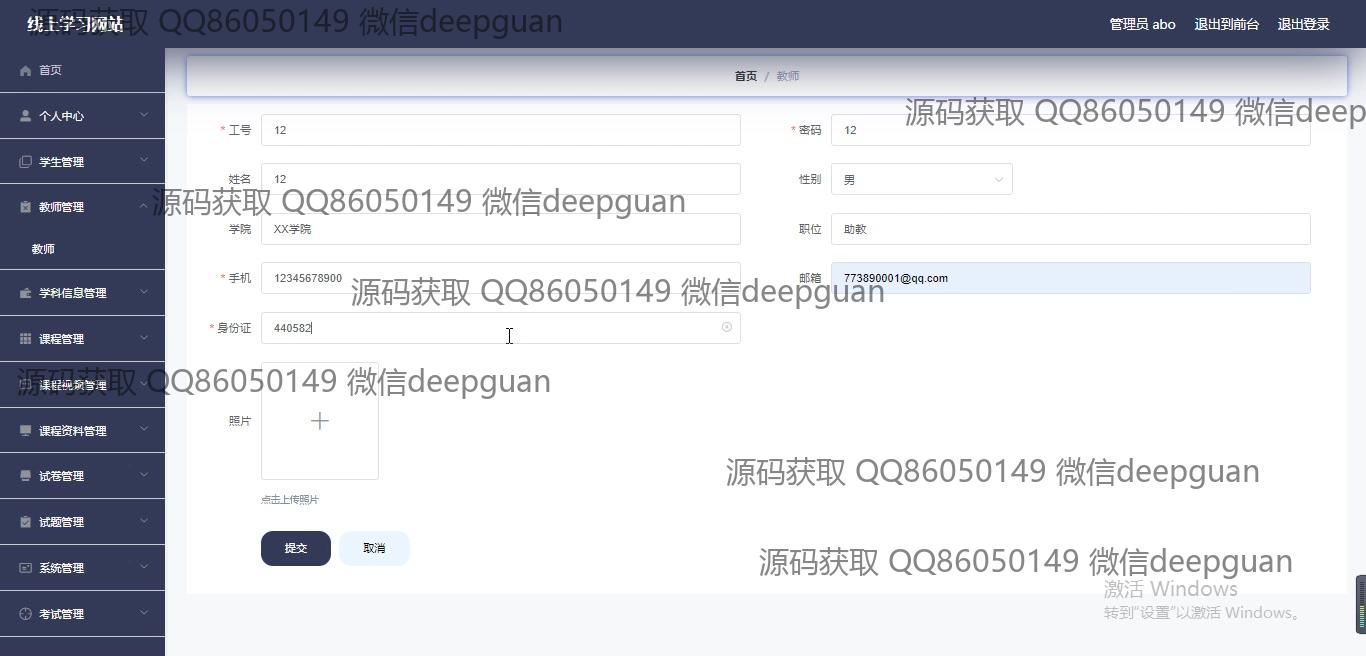 线上学习网站
源码获取 QQ86050149 微信deepguan
管理员 abo 退出到前台 退出登录
首页
个人中心
学生管理
教师管理
教师
学科信息管理
课程管理
课程视频管理
课程资料管理
试卷管理
试题管理
系统管理
考试管理
首页 / 教师
源码获取 QQ86050149 微信deep
* 工号 12
* 密码 12
姓名 12
性别 男
源码获取 QQ86050149 微信deepguan
学院 XX学院
职位 助教
* 手机 12345678900
邮箱 773890001@qq.com
源码获取 QQ86050149 微信deepguan
* 身份证 440582
源码获取 QQ86050149 微信deepguan
照片
点击上传照片
源码获取 QQ86050149 微信deepguan
提交 取消
源码获取 QQ86050149 微信deepguan
激活 Windows
转到"设置"以激活 Windows。